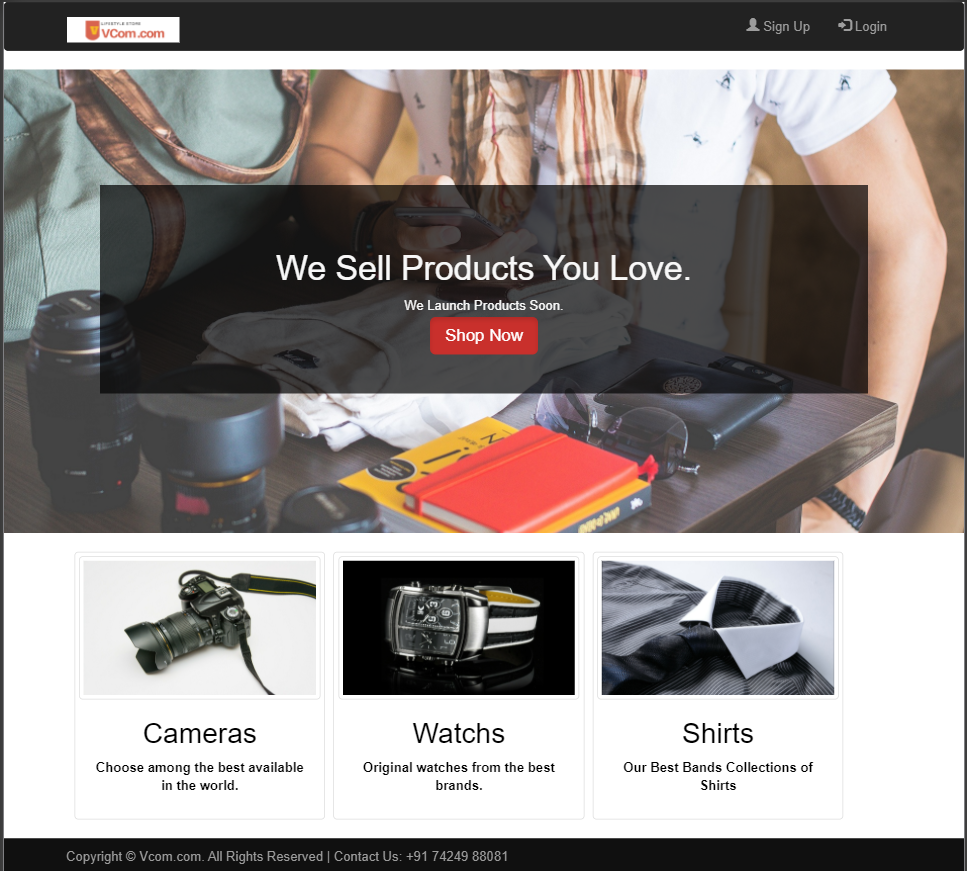 LIFESTYLE STORE
VCom.com
Sign Up
Login
We Sell Products You Love.
We Launch Products Soon.
Shop Now
Cameras
Choose among the best available
in the world.
Watchs
Original watches from the best
brands.
Shirts
Our Best Bands Collections of
Shirts
Copyright © Vcom.com. All Rights Reserved | Contact Us: +91 74249 88081